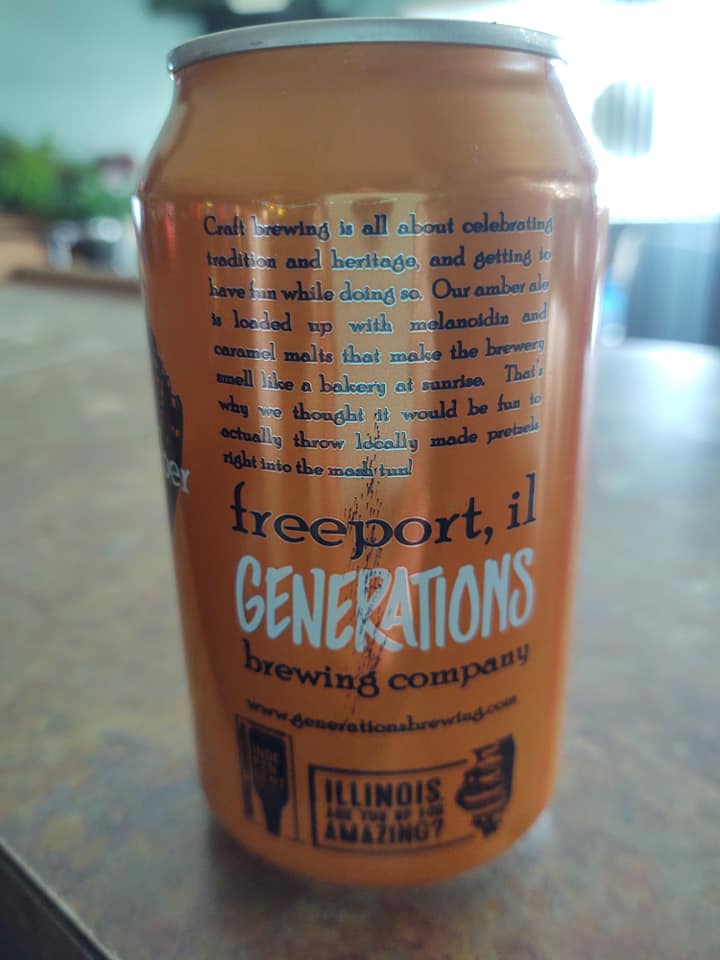 Craft brewing is all about celebrating
tradition and heritage, and getting to
have fun while doing so. Our amber ale
is loaded up with melanoidin and
caramel malts that make the brewery
smell like a bakery at sunrise. That's
why we thought it would be fun to
actually throw locally made pretzels
right into the mash tun!
freeport, il
GENERATIONS
brewing company
www.generationsbrewing.com
ILLINOIS.
ARE YOU UP FOR
AMAZING?